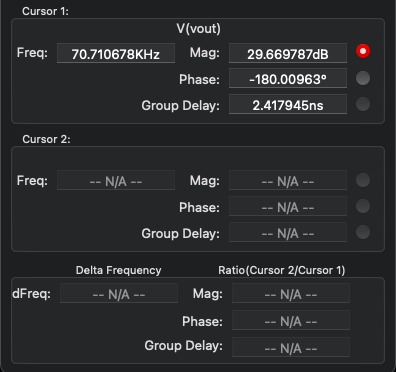 Cursor 1:
V(vout)
Freq: 70.710678KHz Mag: 29.669787dB
Phase: -180.00963°
Group Delay: 2.417945ns
Cursor 2:
Freq: -- N/A -- Mag: -- N/A --
Phase: -- N/A --
Group Delay: -- N/A --
Delta Frequency Ratio(Cursor 2/Cursor 1)
dFreq: -- N/A -- Mag: -- N/A --
Phase: -- N/A --
Group Delay: -- N/A --